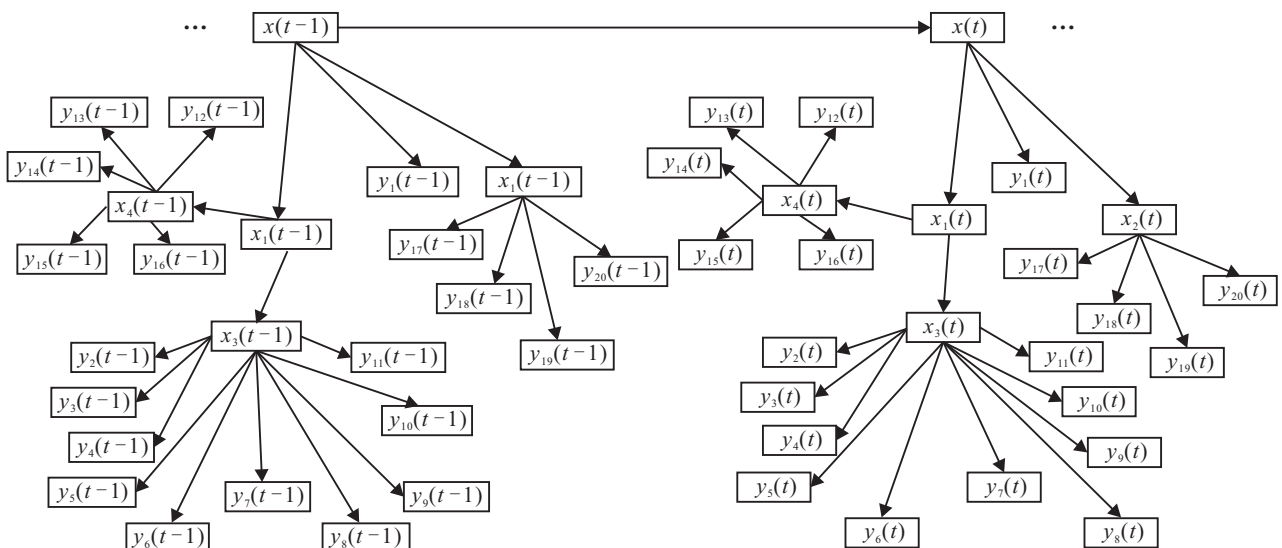 ... x(t−1) x(t) ...
y₁₃(t−1) y₁₂(t−1) y₁₃(t) y₁₂(t)
y₁₄(t−1) y₁(t−1) x₁(t−1) y₁₄(t) y₁(t)
x₄(t−1) x₁(t−1) x₄(t) x₁(t) x₂(t)
y₁₅(t−1) y₁₆(t−1) y₁₇(t−1) y₂₀(t−1) y₁₅(t) y₁₆(t) y₁₇(t) y₂₀(t)
y₁₈(t−1) y₁₈(t)
x₃(t−1) x₃(t)
y₂(t−1) y₁₁(t−1) y₁₉(t−1) y₂(t) y₁₁(t) y₁₉(t)
y₃(t−1) y₁₀(t−1) y₃(t) y₁₀(t)
y₄(t−1) y₄(t) y₉(t)
y₅(t−1) y₇(t−1) y₉(t−1) y₅(t) y₇(t)
y₆(t−1) y₈(t−1) y₆(t) y₈(t)